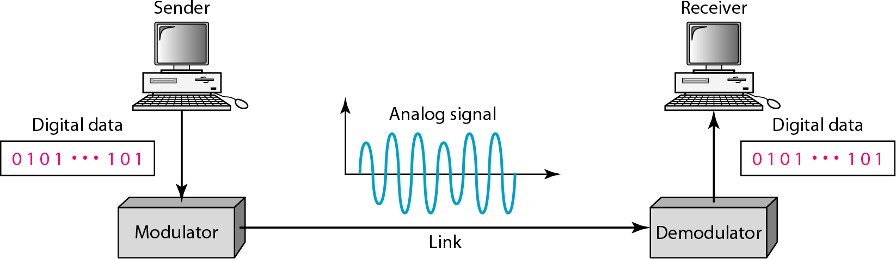 Sender
Receiver
Digital data
0101 ··· 101
Analog signal
Digital data
0101 ··· 101
Modulator
Link
Demodulator